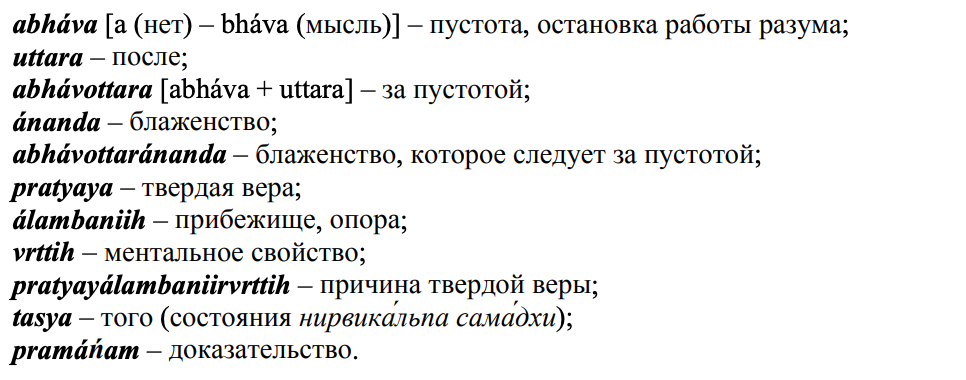 abháva [a (нет) – bháva (мысль)] – пустота, остановка работы разума;
uttara – после;
abhávottara [abháva + uttara] – за пустотой;
ánanda – блаженство;
abhávottaránanda – блаженство, которое следует за пустотой;
pratyaya – твердая вера;
álambaniih – прибежище, опора;
vrttih – ментальное свойство;
pratyayálambaniirvrttih – причина твердой веры;
tasya – того (состояния нирвика́льпа сама́дхи);
pramáńam – доказательство.